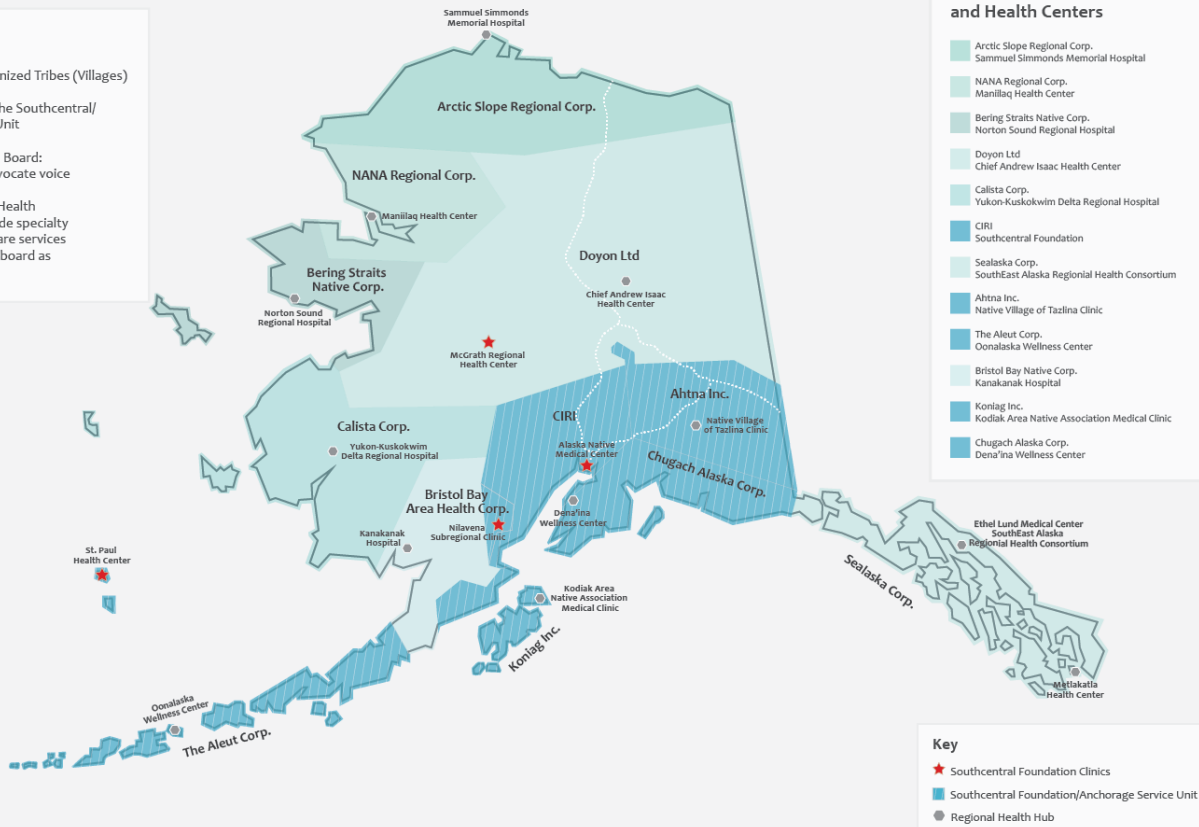 nized Tribes (Villages)
he Southcentral/
Unit
Board:
vocate voice
Health
de specialty
are services
board as
Sammuel Simmonds
Memorial Hospital
Arctic Slope Regional Corp.
NANA Regional Corp.
Maniilaq Health Center
Doyon Ltd
Chief Andrew Isaac
Health Center
Bering Straits
Native Corp.
Norton Sound
Regional Hospital
McGrath Regional
Health Center
Ahtna Inc.
CIRI
Native Village
of Tazlina Clinic
Calista Corp.
Yukon-Kuskokwim
Delta Regional Hospital
Alaska Native
Medical Center
Chugach Alaska Corp.
Bristol Bay
Area Health Corp.
Nilavena
Subregional Clinic
Dena'ina
Wellness Center
Kanakanak
Hospital
St. Paul
Health Center
Kodiak Area
Native Association
Medical Clinic
Koniag Inc.
Oonalaska
Wellness Center
The Aleut Corp.
Ethel Lund Medical Center
SouthEast Alaska
Regional Health Consortium
Sealaska Corp.
Metlakatla
Health Center
and Health Centers
Arctic Slope Regional Corp.
Sammuel Simmonds Memorial Hospital
NANA Regional Corp.
Maniilaq Health Center
Bering Straits Native Corp.
Norton Sound Regional Hospital
Doyon Ltd
Chief Andrew Isaac Health Center
Calista Corp.
Yukon-Kuskokwim Delta Regional Hospital
CIRI
Southcentral Foundation
Sealaska Corp.
SouthEast Alaska Regionial Health Consortium
Ahtna Inc.
Native Village of Tazlina Clinic
The Aleut Corp.
Oonalaska Wellness Center
Bristol Bay Native Corp.
Kanakanak Hospital
Koniag Inc.
Kodiak Area Native Association Medical Clinic
Chugach Alaska Corp.
Dena'ina Wellness Center
Key
Southcentral Foundation Clinics
Southcentral Foundation/Anchorage Service Unit
Regional Health Hub